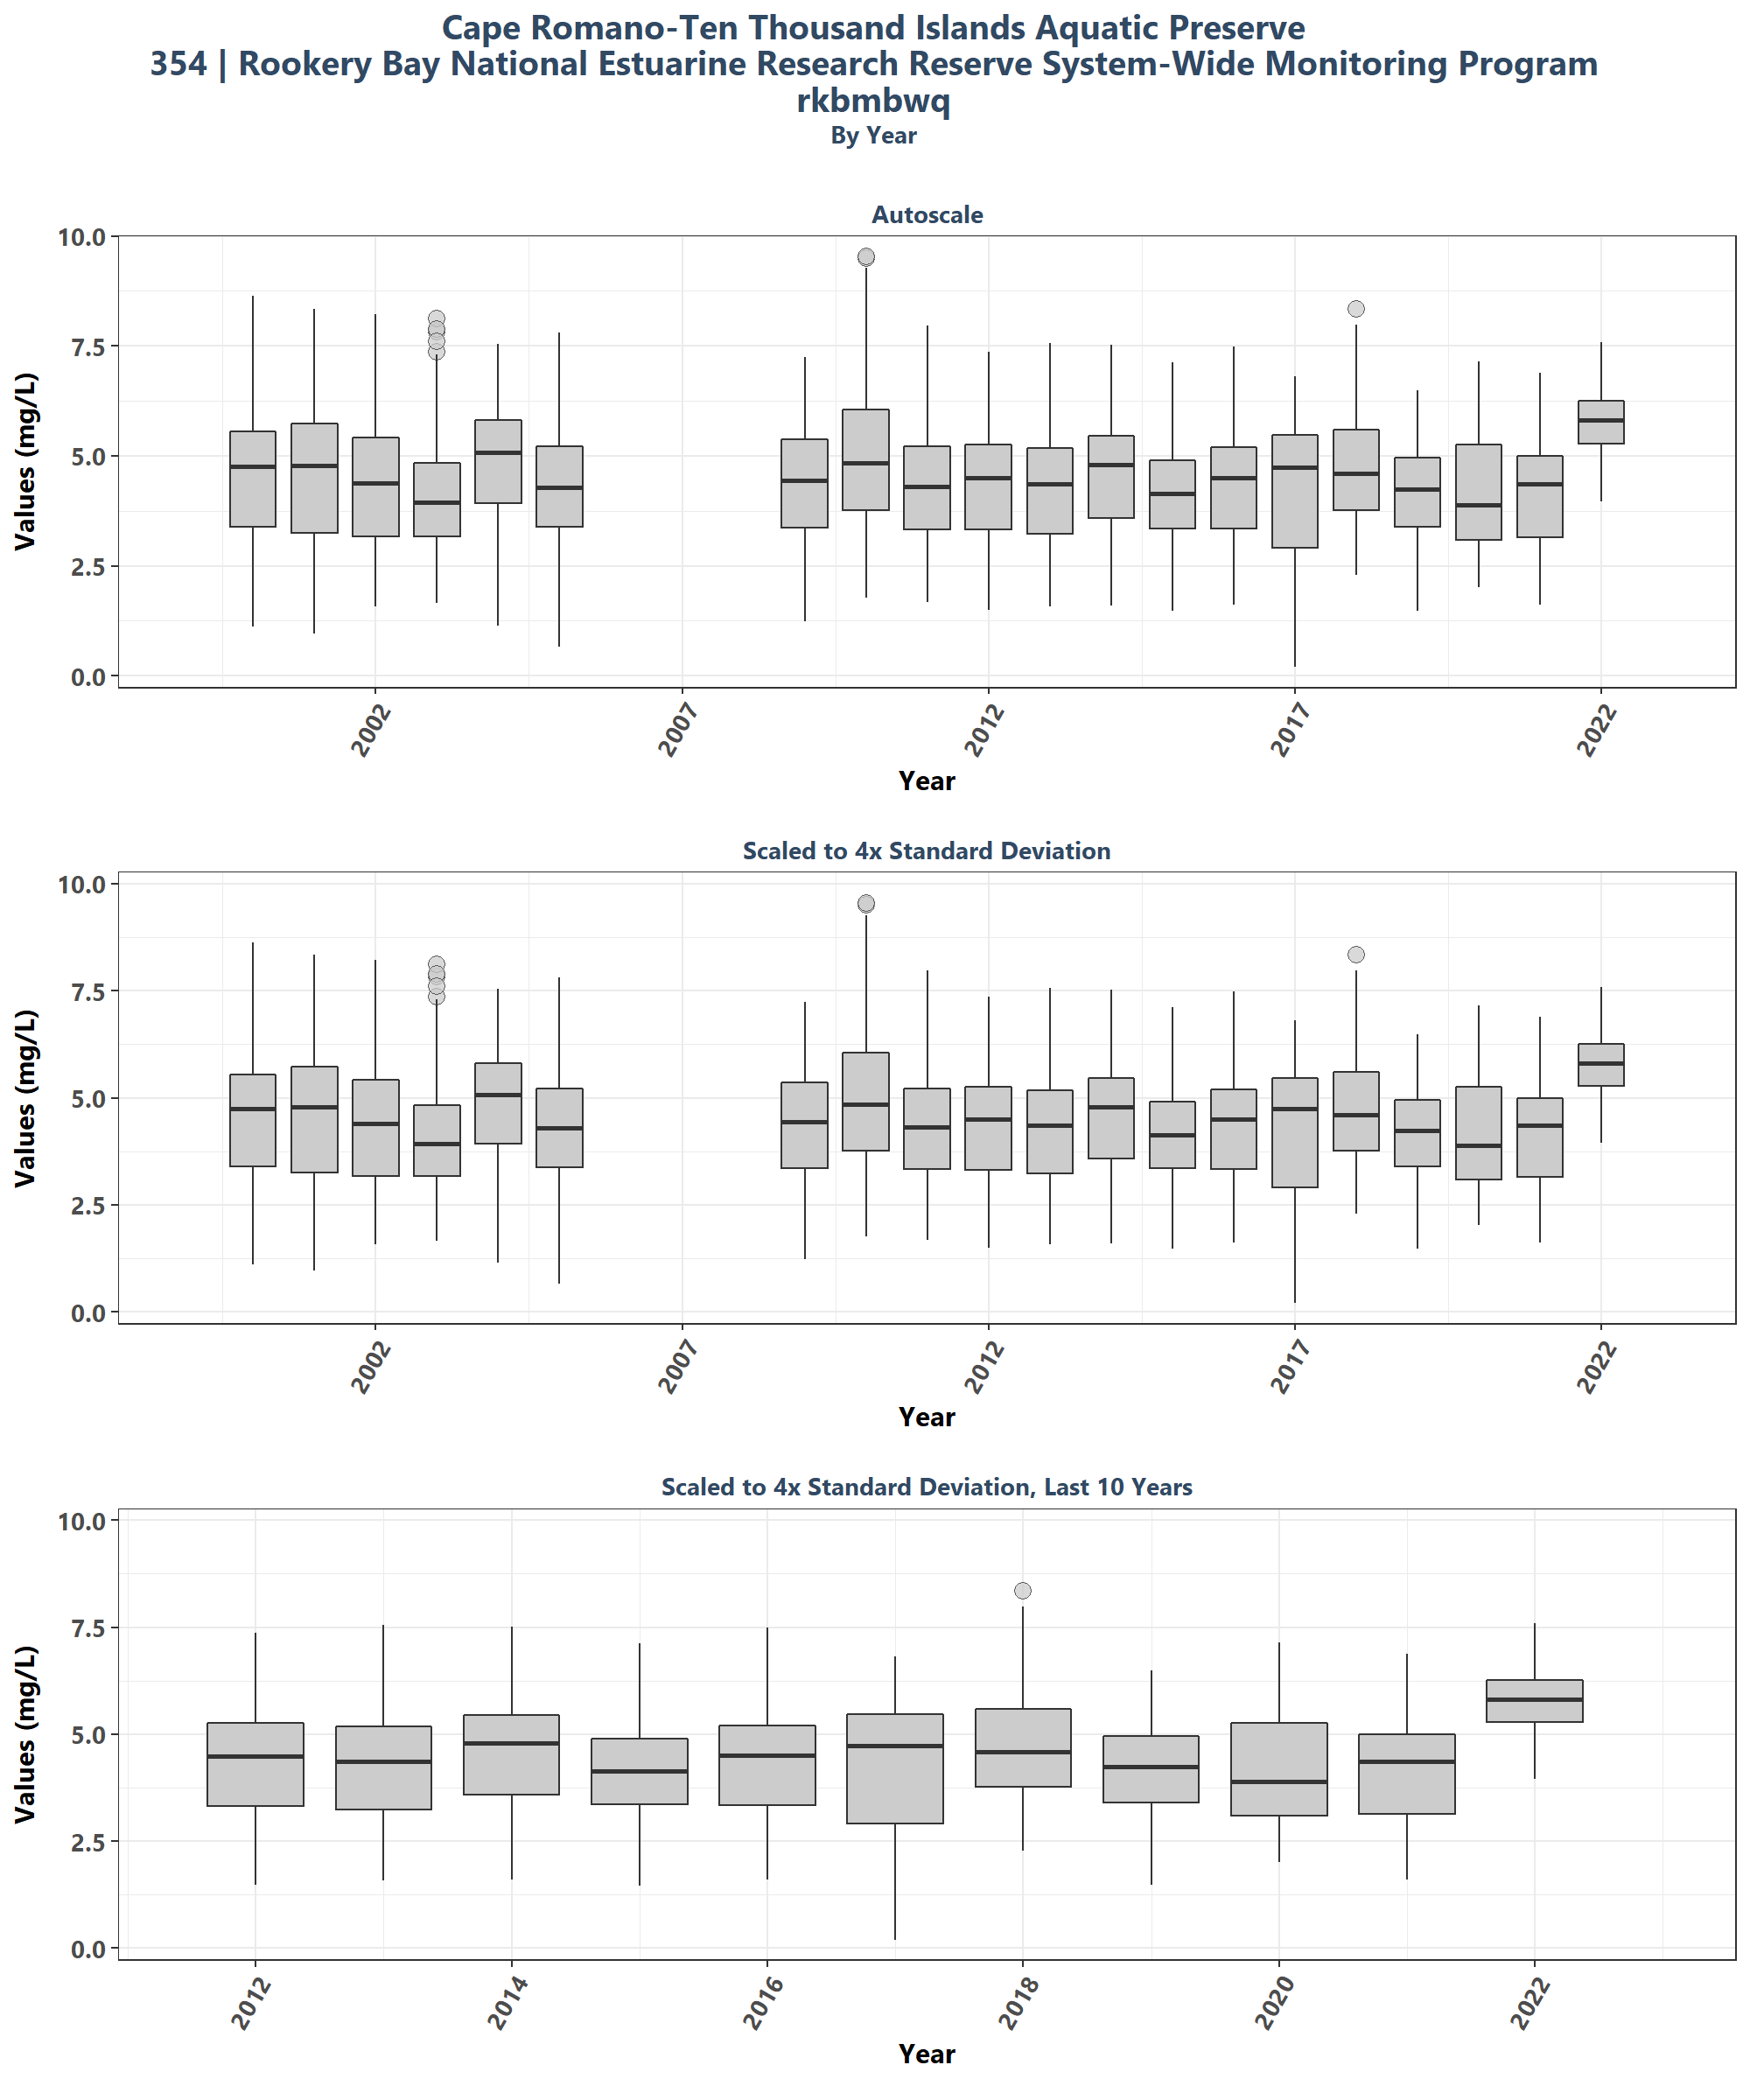 Cape Romano-Ten Thousand Islands Aquatic Preserve
354 | Rookery Bay National Estuarine Research Reserve System-Wide Monitoring Program
rkbmbwq
By Year
Autoscale
Values (mg/L)
10.0
7.5
5.0
2.5
0.0
2002
2007
2012
2017
2022
Year
Scaled to 4x Standard Deviation
Values (mg/L)
10.0
7.5
5.0
2.5
0.0
2002
2007
2012
2017
2022
Year
Scaled to 4x Standard Deviation, Last 10 Years
Values (mg/L)
10.0
7.5
5.0
2.5
0.0
2012
2014
2016
2018
2020
2022
Year